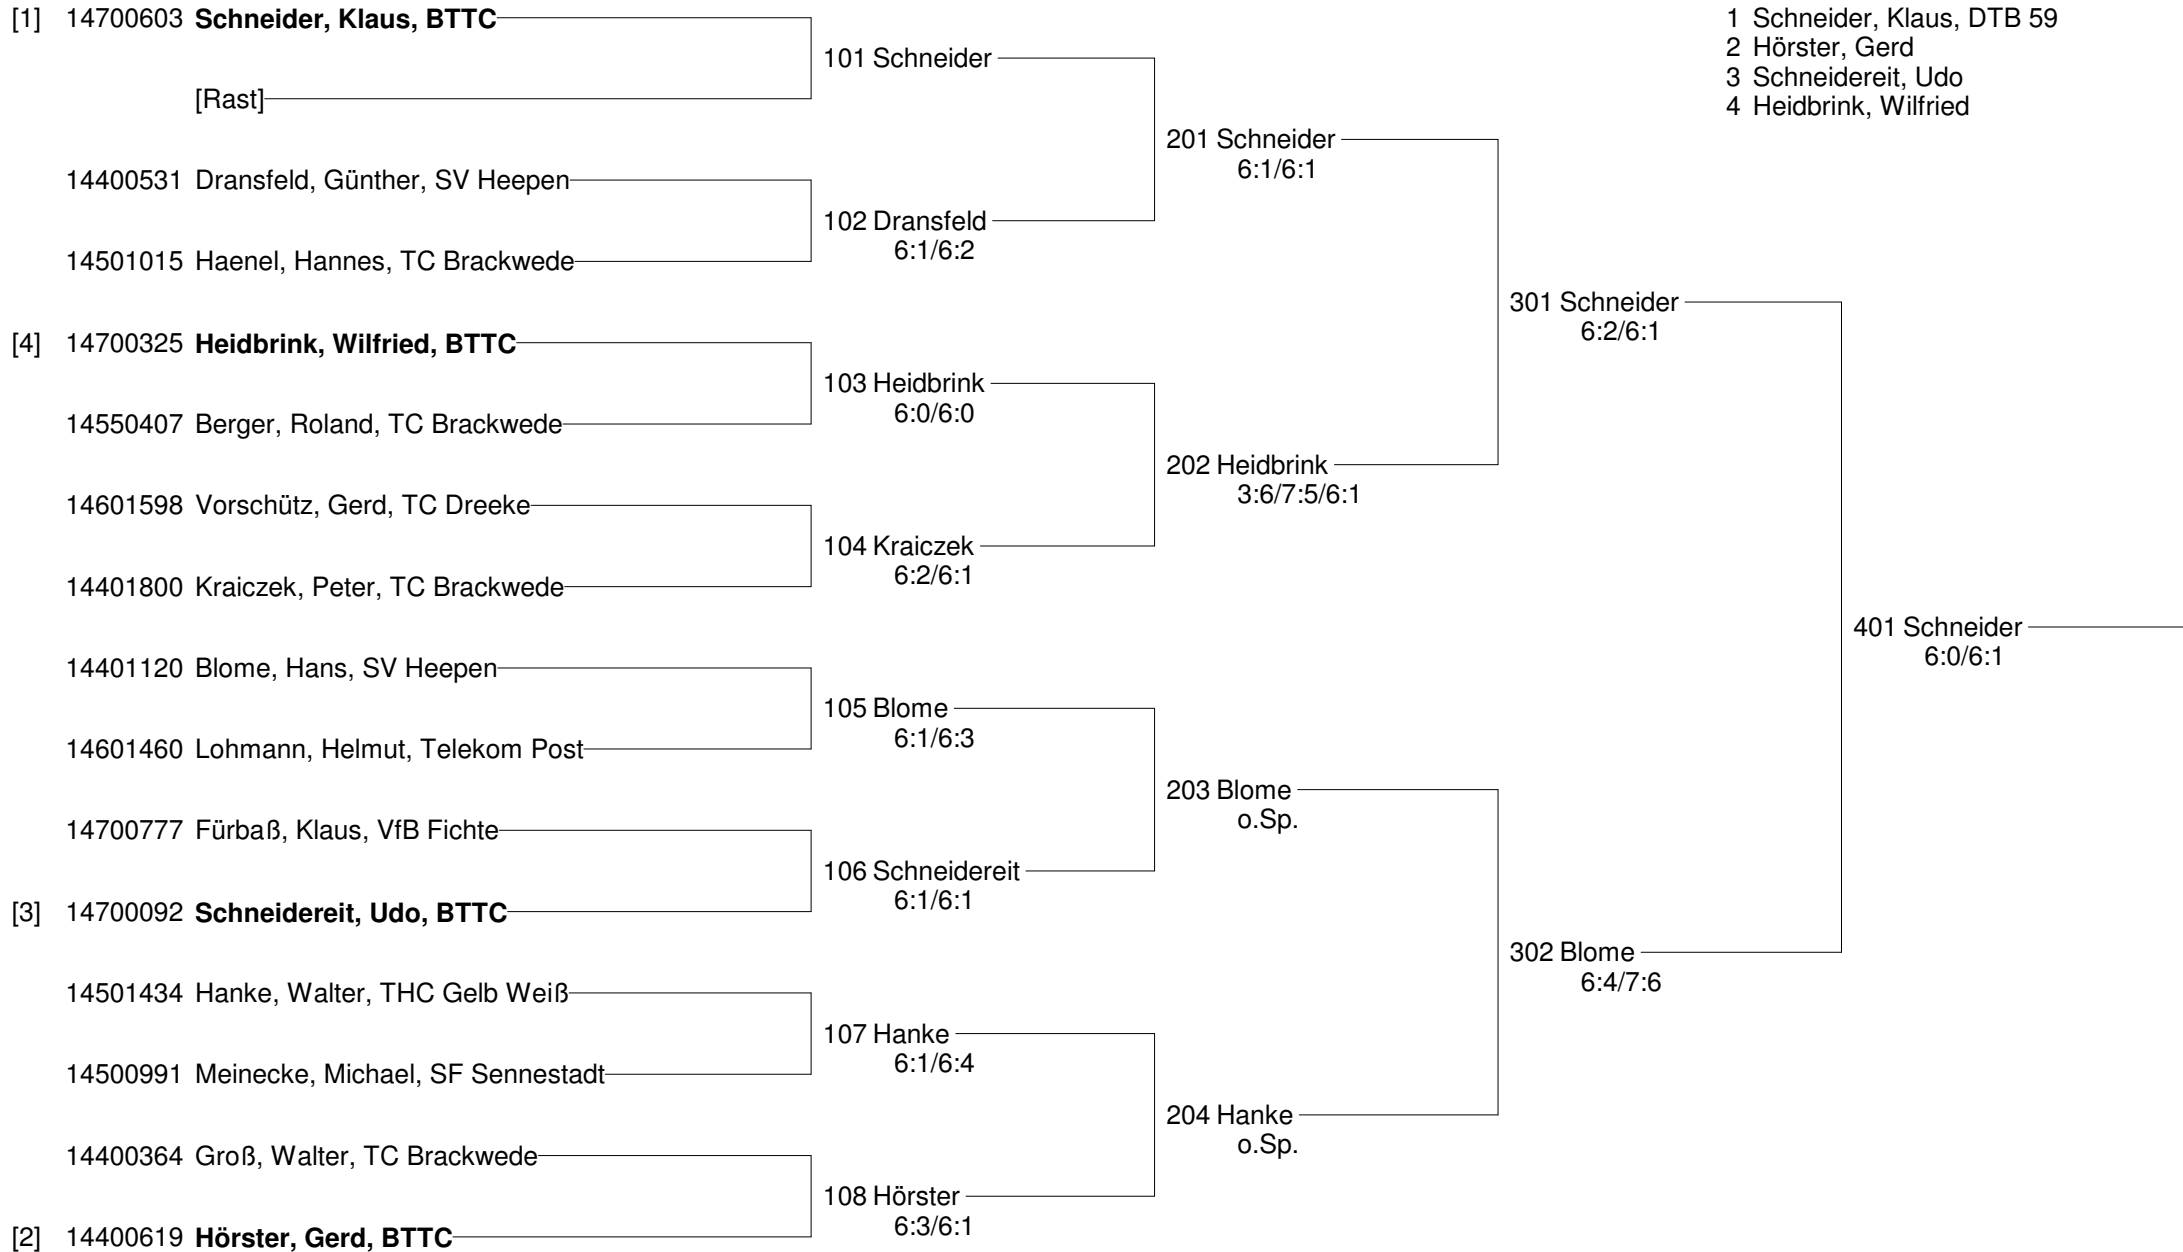 [1] 14700603 Schneider, Klaus, BTTC
[Rast]
14400531 Dransfeld, Günther, SV Heepen
14501015 Haenel, Hannes, TC Brackwede
[4] 14700325 Heidbrink, Wilfried, BTTC
14550407 Berger, Roland, TC Brackwede
14601598 Vorschütz, Gerd, TC Dreeke
14401800 Kraiczek, Peter, TC Brackwede
14401120 Blome, Hans, SV Heepen
14601460 Lohmann, Helmut, Telekom Post
14700777 Fürbaß, Klaus, VfB Fichte
[3] 14700092 Schneidereit, Udo, BTTC
14501434 Hanke, Walter, THC Gelb Weiß
14500991 Meinecke, Michael, SF Sennestadt
14400364 Groß, Walter, TC Brackwede
[2] 14400619 Hörster, Gerd, BTTC
101 Schneider
102 Dransfeld
6:1/6:2
103 Heidbrink
6:0/6:0
104 Kraiczek
6:2/6:1
105 Blome
6:1/6:3
106 Schneidereit
6:1/6:1
107 Hanke
6:1/6:4
108 Hörster
6:3/6:1
201 Schneider
6:1/6:1
202 Heidbrink
3:6/7:5/6:1
203 Blome
o.Sp.
204 Hanke
o.Sp.
301 Schneider
6:2/6:1
302 Blome
6:4/7:6
401 Schneider
6:0/6:1
1 Schneider, Klaus, DTB 59
2 Hörster, Gerd
3 Schneidereit, Udo
4 Heidbrink, Wilfried